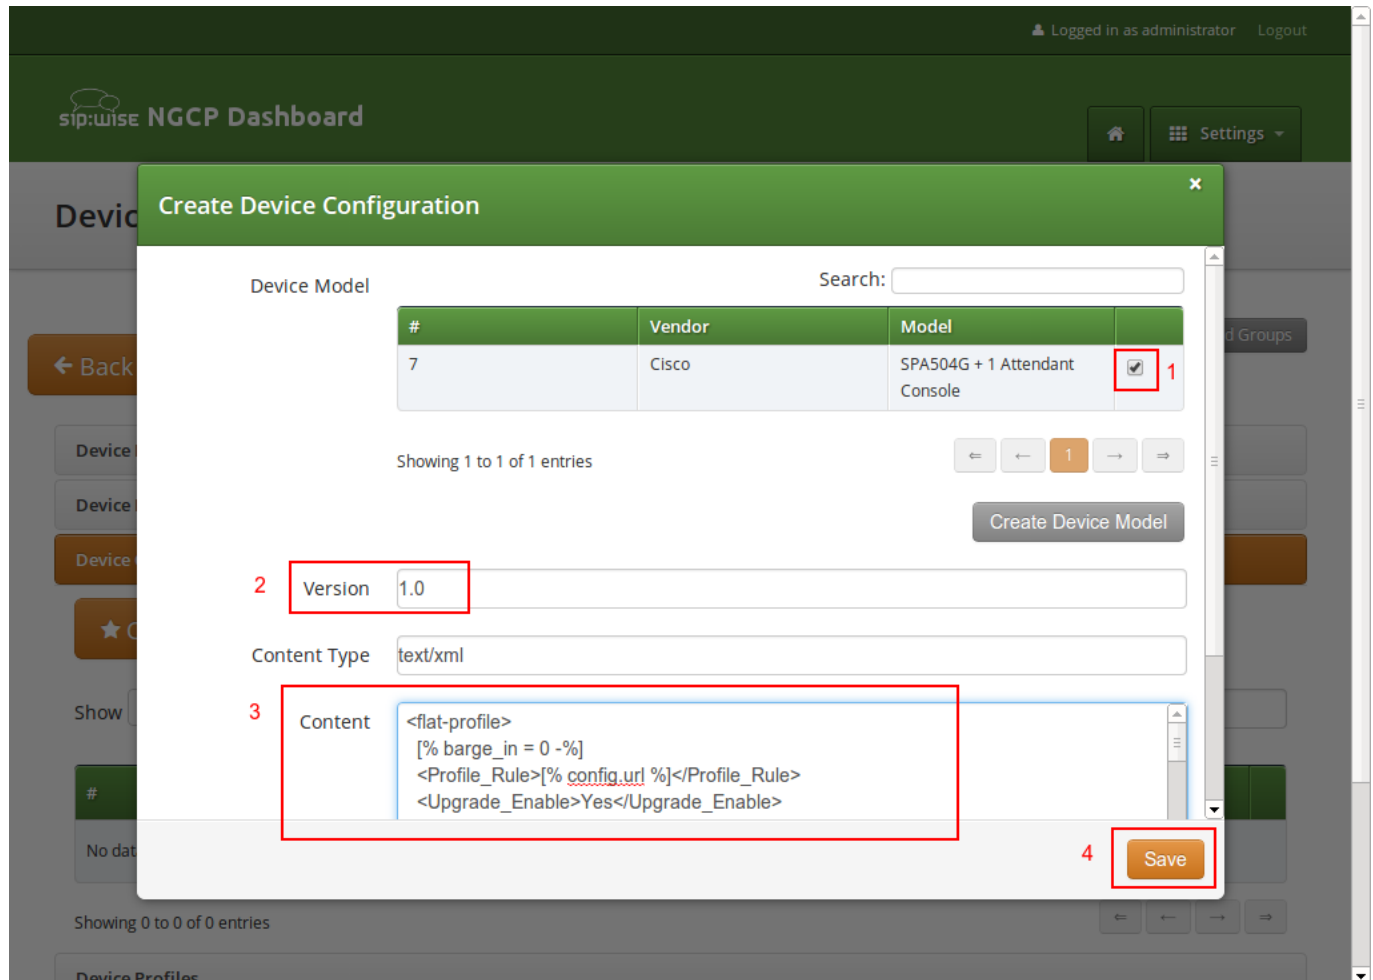 Logged in as administrator Logout
sip:wise NGCP Dashboard
Settings
Devic
Create Device Configuration
×
Device Model
Search:
# Vendor Model
7 Cisco SPA504G + 1 Attendant
Console
1
d Groups
← Back
Showing 1 to 1 of 1 entries
⇐ ← 1 → ⇒
Device
Create Device Model
Device
Device
2 Version 1.0
Content Type text/xml
Show
3 Content
<flat-profile>
[% barge_in = 0 -%]
<Profile_Rule>[% config.url %]</Profile_Rule>
<Upgrade_Enable>Yes</Upgrade_Enable>
#
No dat
4 Save
Showing 0 to 0 of 0 entries
⇐ ← → ⇒
Device Profiles